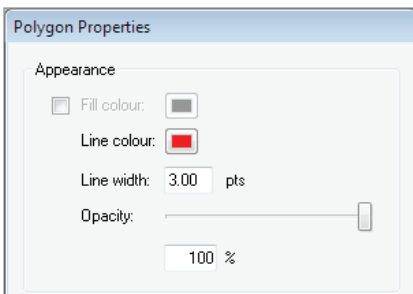 Polygon Properties
Appearance
Fill colour:
Line colour:
Line width: 3.00 pts
Opacity:
100 %